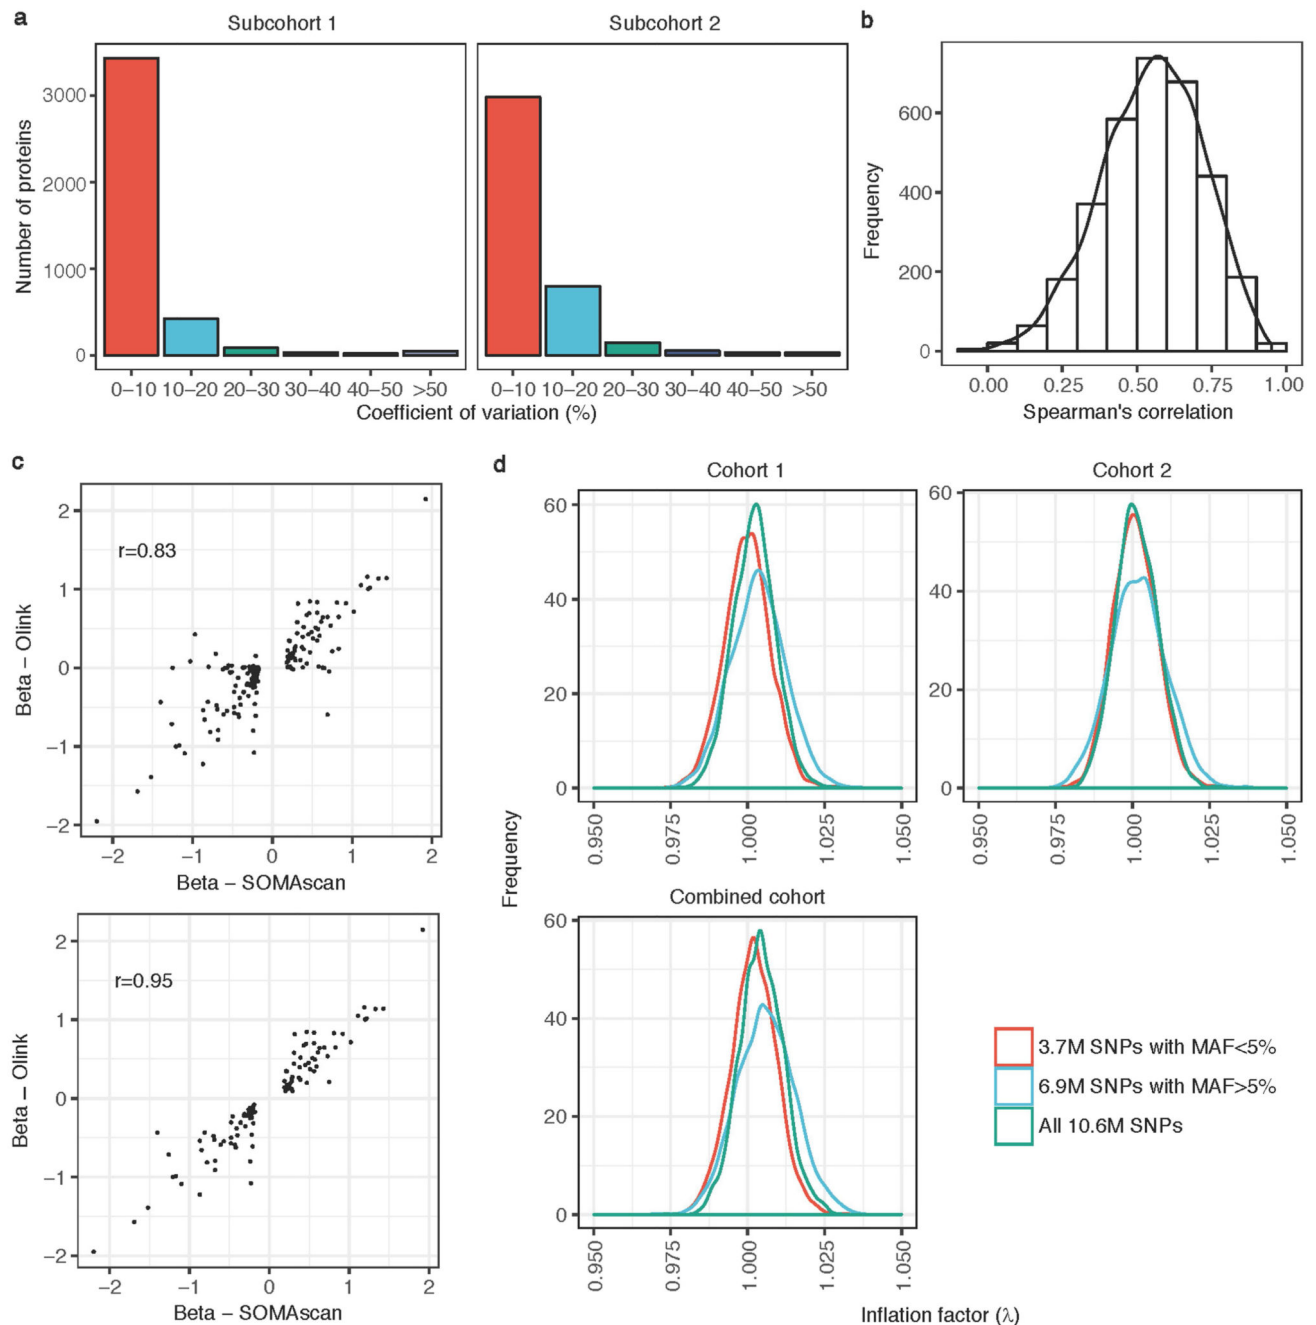 a
Subcohort 1
Subcohort 2
Number of proteins
3000
2000
1000
0
0–10 10–20 20–30 30–40 40–50 >50
0–10 10–20 20–30 30–40 40–50 >50
Coefficient of variation (%)
b
Frequency
600
400
200
0
0.00 0.25 0.50 0.75 1.00
Spearman's correlation
c
r=0.83
Beta – Olink
2
1
0
−1
−2
−2 −1 0 1 2
Beta – SOMAscan
r=0.95
Beta – Olink
2
1
0
−1
−2
−2 −1 0 1 2
Beta – SOMAscan
d
Cohort 1
60
40
20
0
0.950 0.975 1.000 1.025 1.050
Cohort 2
60
40
20
0
0.950 0.975 1.000 1.025 1.050
Frequency
Combined cohort
60
40
20
0
0.950 0.975 1.000 1.025 1.050
3.7M SNPs with MAF<5%
6.9M SNPs with MAF>5%
All 10.6M SNPs
Inflation factor (λ)